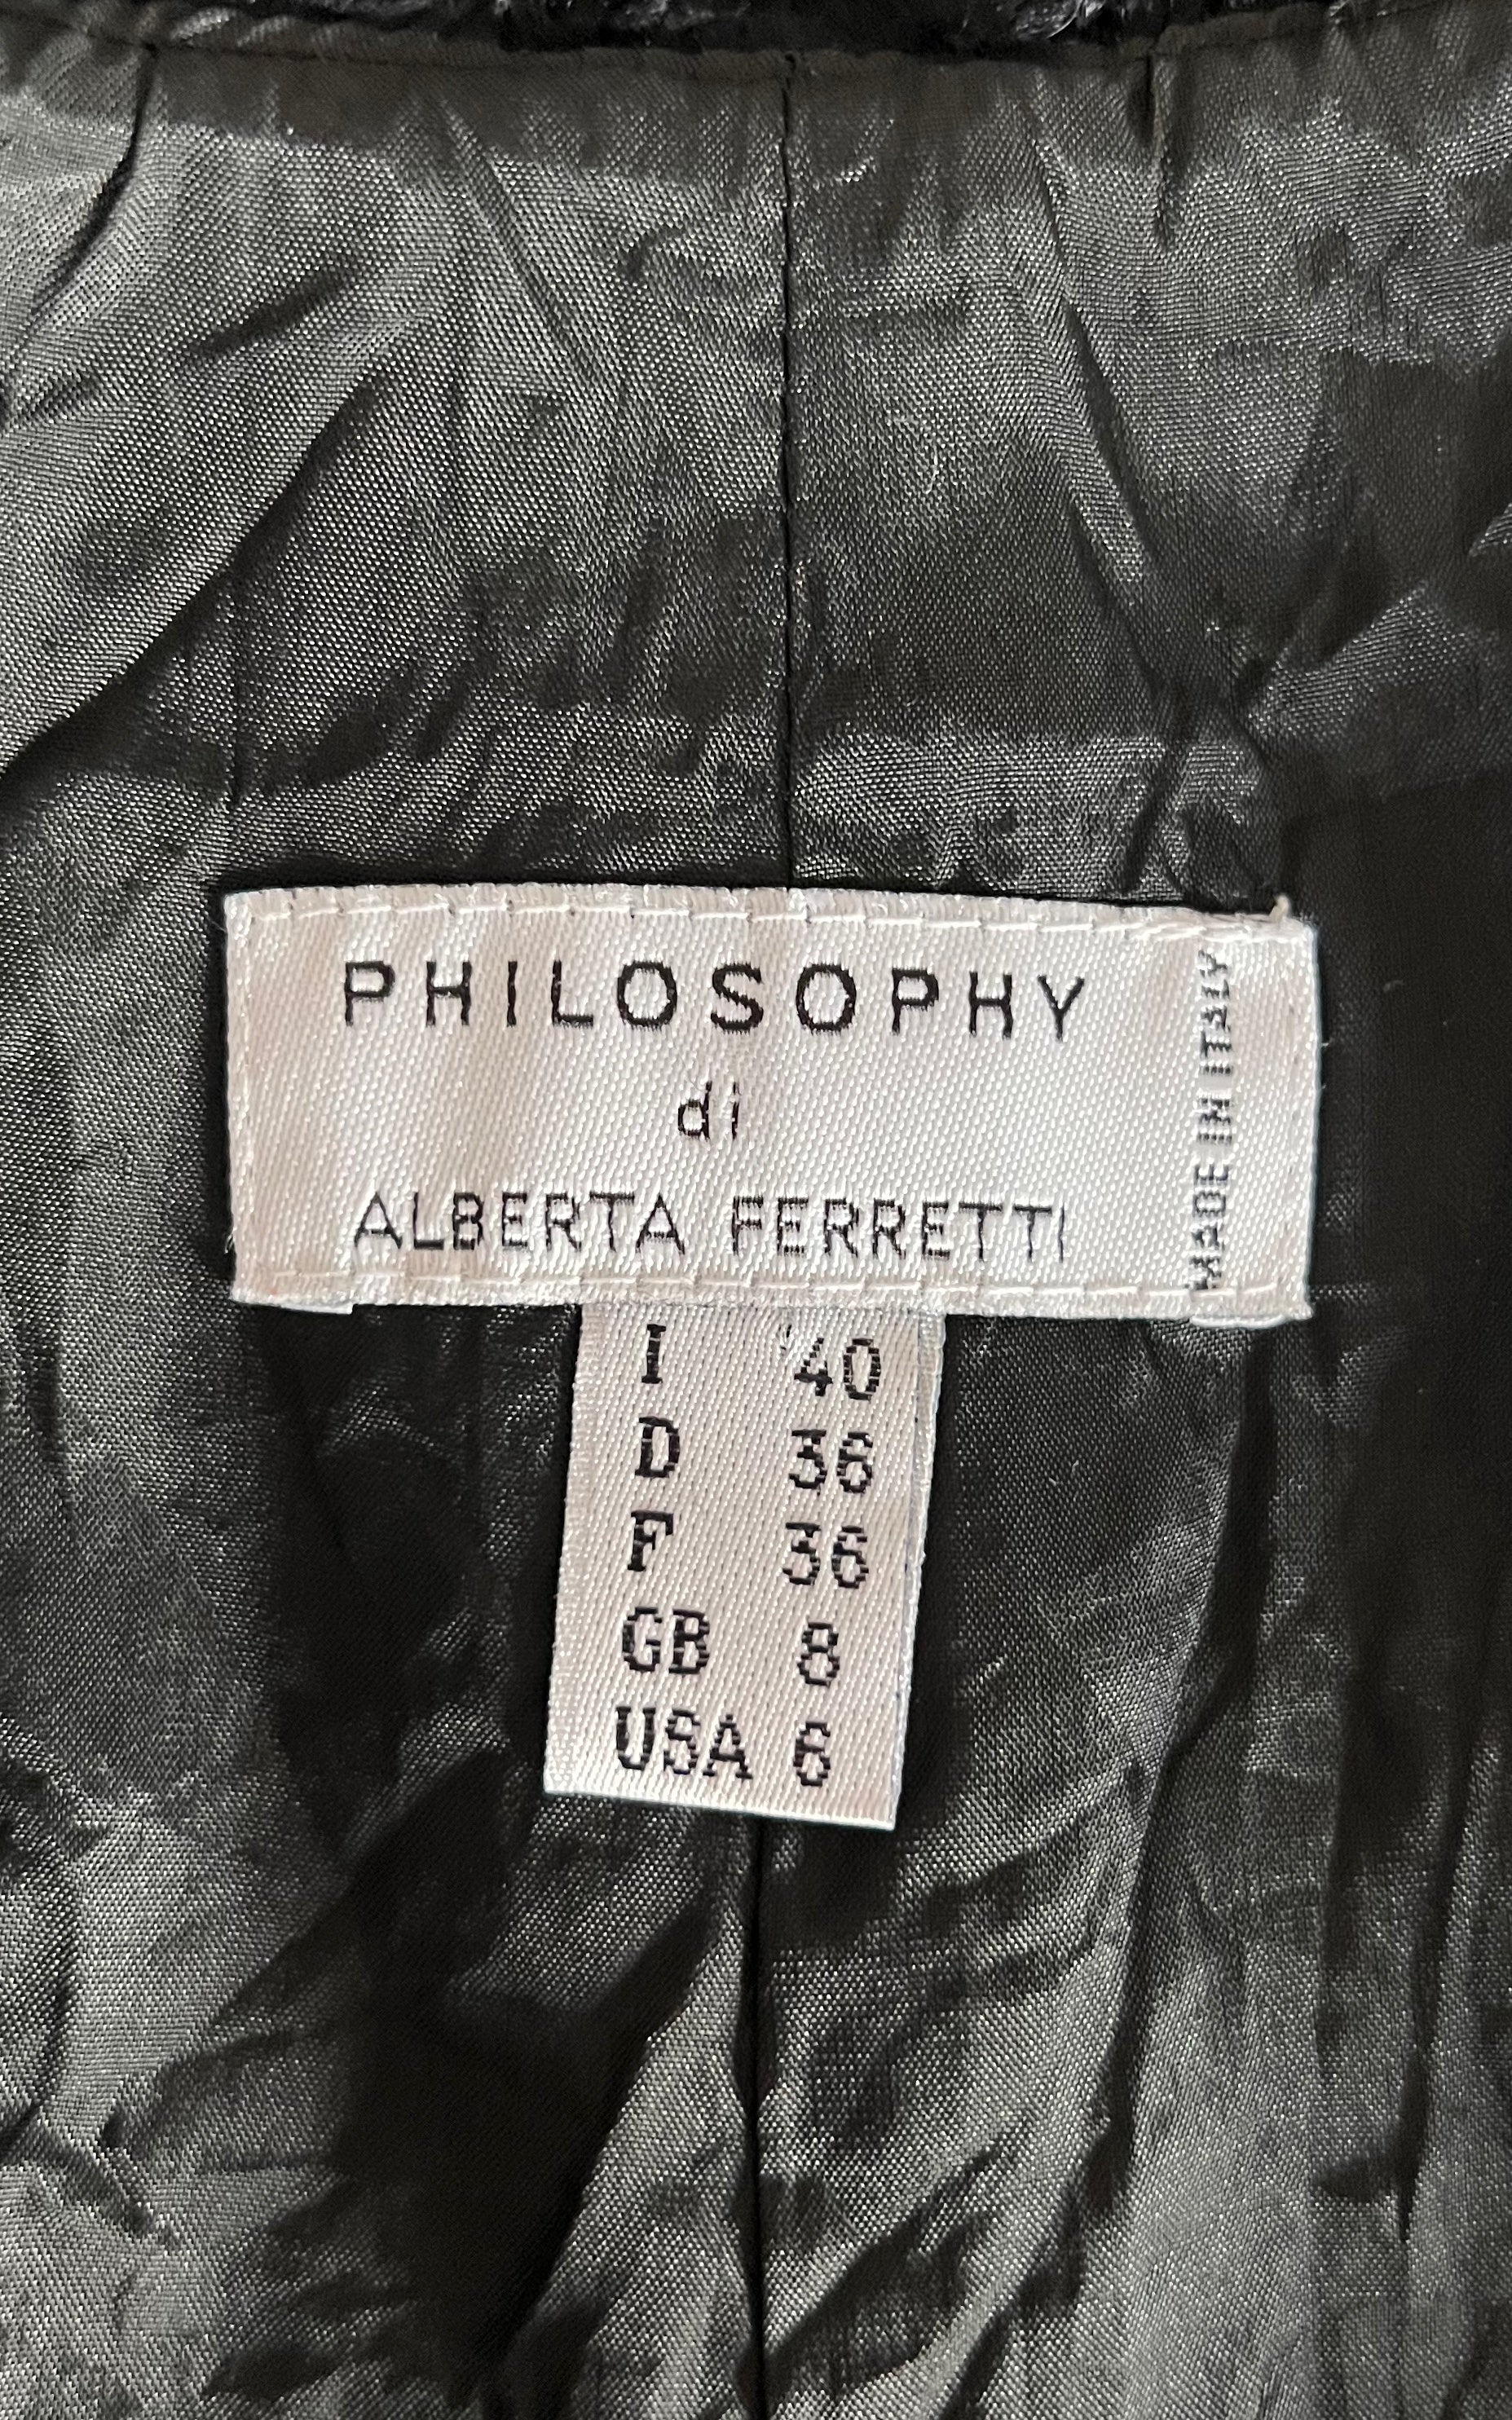 PHILOSOPHY
di
ALBERTA FERRETTI
MADE IN ITALY
I 40
D 36
F 36
GB 8
USA 6